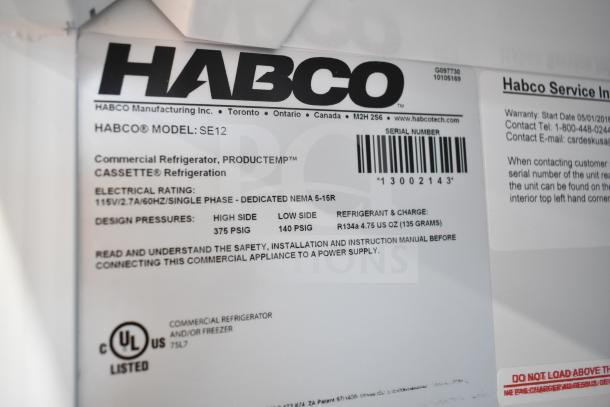 HABCO
G097730
10105169
HABCO Manufacturing Inc. • Toronto • Ontario • Canada • M2H 2S6 • www.habcotech.com
HABCO® MODEL: SE12
SERIAL NUMBER
*13002143*
Commercial Refrigerator, PRODUCTEMP™
CASSETTE® Refrigeration
ELECTRICAL RATING:
115V/2.7A/60HZ/SINGLE PHASE - DEDICATED NEMA 5-15R
DESIGN PRESSURES: HIGH SIDE LOW SIDE REFRIGERANT & CHARGE:
375 PSIG 140 PSIG R134a 4.75 US OZ (135 GRAMS)
READ AND UNDERSTAND THE SAFETY, INSTALLATION AND INSTRUCTION MANUAL BEFORE
CONNECTING THIS COMMERCIAL APPLIANCE TO A POWER SUPPLY.
C UL US
LISTED
COMMERCIAL REFRIGERATOR
AND/OR FREEZER
75L7
ZA Patent
Habco Service In
Warranty: Start Date 05/01/201
Contact Tel: 1-800-448-024
Contact E-mail: csrdeskusa
When contacting customer
serial number of the unit rea
the unit can be found on the
interior top left hand corner
DO NOT LOAD ABOVE TH